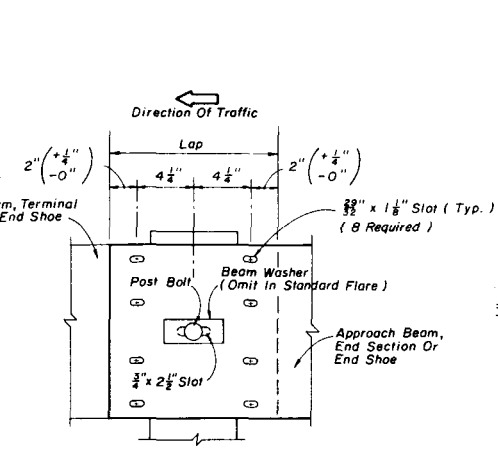 Direction Of Traffic
Lap
2" (+1/4" -0")
4 1/4"
4 1/4"
2" (+1/4" -0")
29/32" x 1 1/8" Slot ( Typ. )
( 8 Required )
Terminal
End Shoe
Post Bolt
Beam Washer
( Omit In Standard Flare )
3/4" x 2 1/2" Slot
Approach Beam,
End Section Or
End Shoe